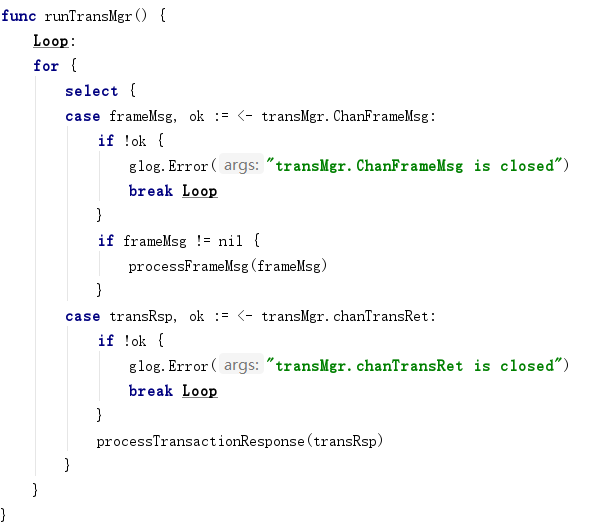 func runTransMgr() {
    Loop:
    for {
        select {
        case frameMsg, ok := <- transMgr.ChanFrameMsg:
            if !ok {
                glog.Error( args: "transMgr.ChanFrameMsg is closed")
                break Loop
            }
            if frameMsg != nil {
                processFrameMsg(frameMsg)
            }
        case transRsp, ok := <- transMgr.chanTransRet:
            if !ok {
                glog.Error( args: "transMgr.chanTransRet is closed")
                break Loop
            }
            processTransactionResponse(transRsp)
        }
    }
}